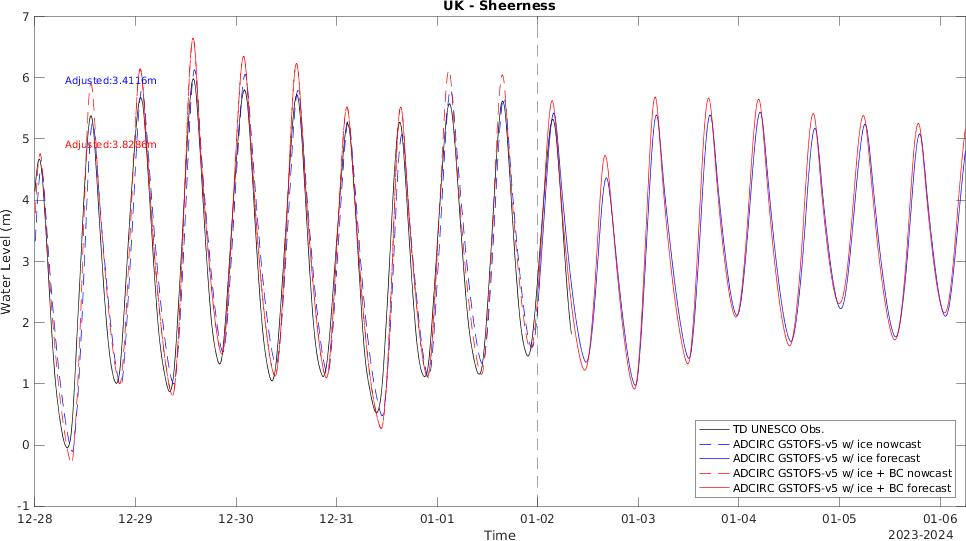 UK - Sheerness
7
6
5
4
3
2
1
0
-1
Water Level (m)
Adjusted:3.4116m
Adjusted:3.8286m
TD UNESCO Obs.
ADCIRC GSTOFS-v5 w/ ice nowcast
ADCIRC GSTOFS-v5 w/ ice forecast
ADCIRC GSTOFS-v5 w/ ice + BC nowcast
ADCIRC GSTOFS-v5 w/ ice + BC forecast
12-28 12-29 12-30 12-31 01-01 01-02 01-03 01-04 01-05 01-06
Time
2023-2024